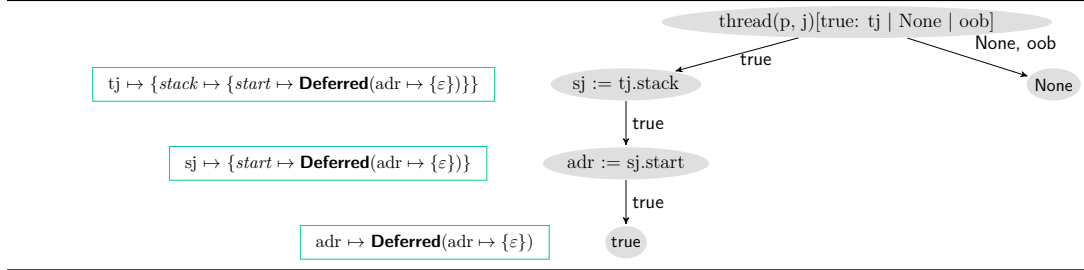 thread(p, j)[true: tj | None | oob]
None, oob
true
tj ↦ {stack ↦ {start ↦ Deferred(adr ↦ {ε})}}
sj := tj.stack
None
true
sj ↦ {start ↦ Deferred(adr ↦ {ε})}
adr := sj.start
true
adr ↦ Deferred(adr ↦ {ε})
true